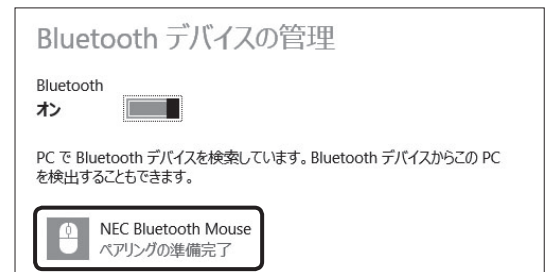 Bluetooth デバイスの管理
Bluetooth
オン
PC で Bluetooth デバイスを検索しています。Bluetooth デバイスからこの PC
を検出することもできます。
NEC Bluetooth Mouse
ペアリングの準備完了